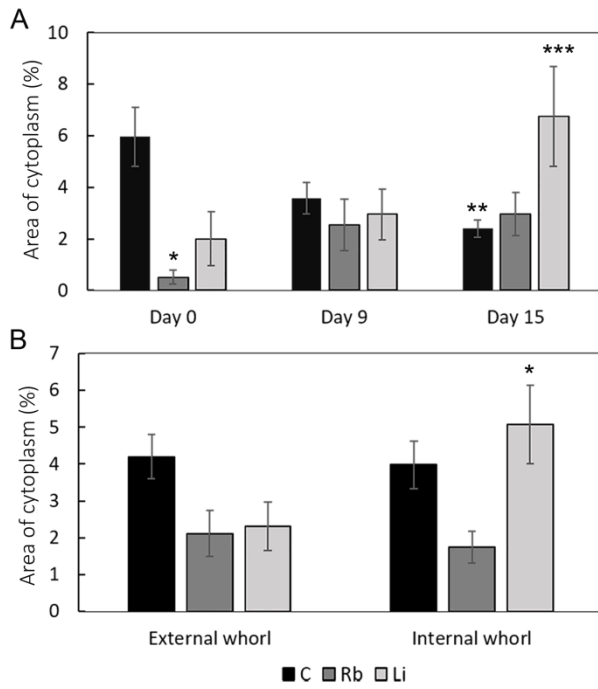 A
Area of cytoplasm (%)
10
8
6
4
2
0
*
**
***
Day 0 Day 9 Day 15
B
Area of cytoplasm (%)
7
6
5
4
3
2
1
0
*
External whorl Internal whorl
C Rb Li